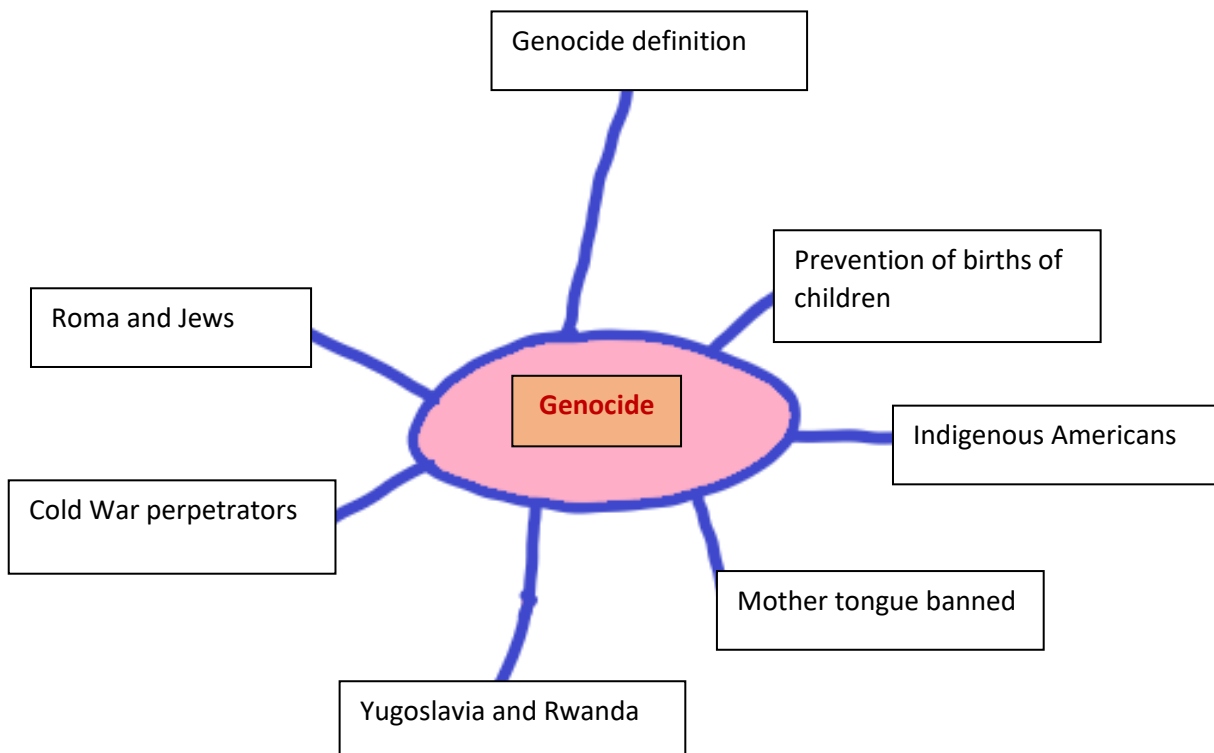 Genocide definition
Prevention of births of
children
Roma and Jews
Genocide
Indigenous Americans
Cold War perpetrators
Mother tongue banned
Yugoslavia and Rwanda